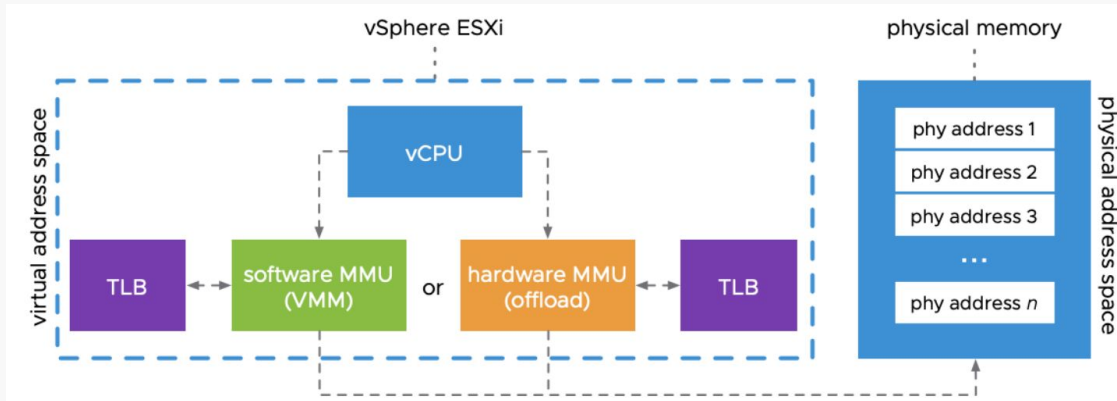 vSphere ESXi
physical memory
virtual address space
vCPU
TLB
software MMU
(VMM)
or
hardware MMU
(offload)
TLB
phy address 1
phy address 2
phy address 3
...
phy address n
physical address space